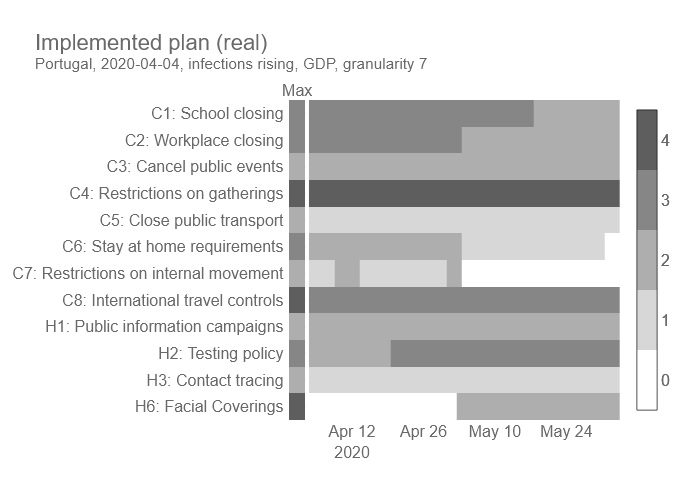 Implemented plan (real)
Portugal, 2020-04-04, infections rising, GDP, granularity 7
Max
C1: School closing
C2: Workplace closing
C3: Cancel public events
C4: Restrictions on gatherings
C5: Close public transport
C6: Stay at home requirements
C7: Restrictions on internal movement
C8: International travel controls
H1: Public information campaigns
H2: Testing policy
H3: Contact tracing
H6: Facial Coverings
Apr 12 Apr 26 May 10 May 24
2020
4
3
2
1
0